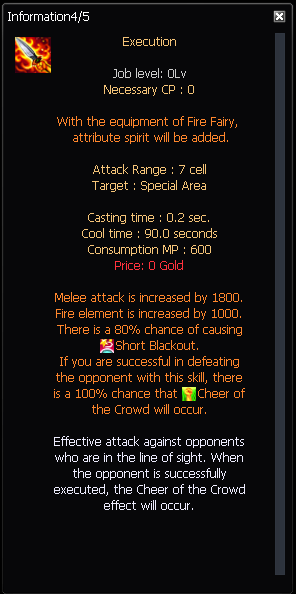 Information4/5
Execution
Job level: 0Lv
Necessary CP : 0
With the equipment of Fire Fairy,
attribute spirit will be added.
Attack Range : 7 cell
Target : Special Area
Casting time : 0.2 sec.
Cool time : 90.0 seconds
Consumption MP : 600
Price: 0 Gold
Melee attack is increased by 1800.
Fire element is increased by 1000.
There is a 80% chance of causing
Short Blackout.
If you are successful in defeating
the opponent with this skill, there
is a 100% chance that Cheer of
the Crowd will occur.
Effective attack against opponents
who are in the line of sight. When
the opponent is successfully
executed, the Cheer of the Crowd
effect will occur.